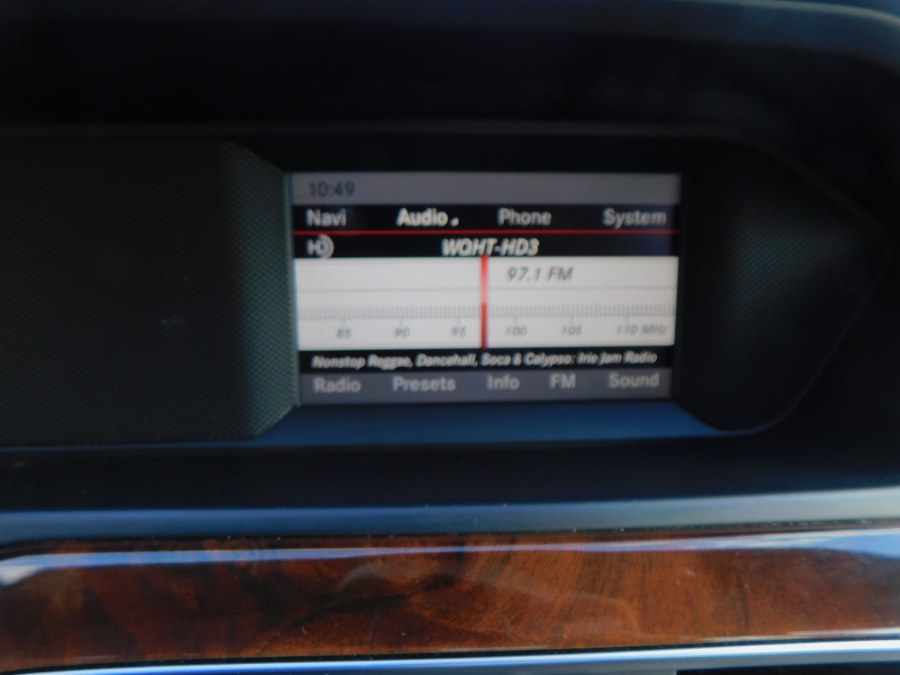 10:49
Navi Audio Phone System
HD WQHT-HD3
97.1 FM
85 90 95 100 105 110 MHz
Nonstop Reggae, Dancehall, Soca & Calypso: Irie Jam Radio
Radio Presets Info FM Sound